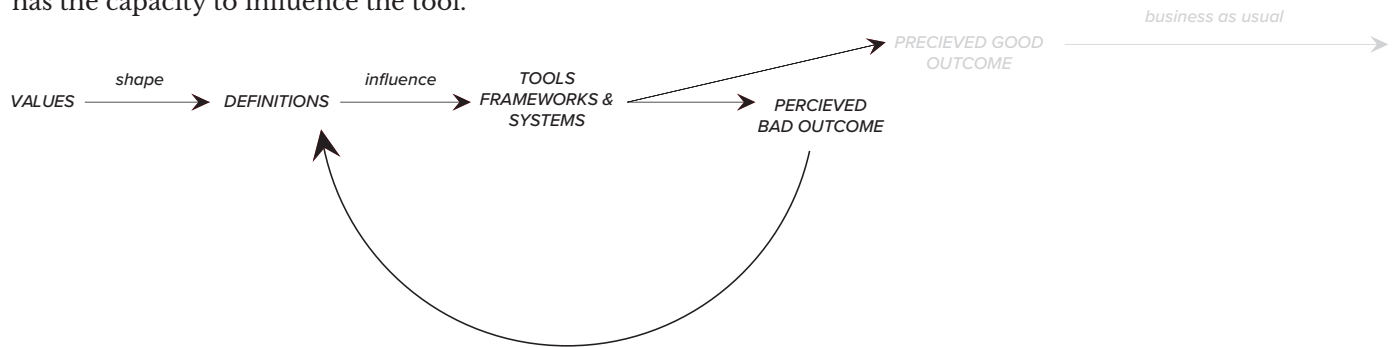 has the capacity to influence the tool.
business as usual
PRECIEVED GOOD
OUTCOME
shape
influence
VALUES
DEFINITIONS
TOOLS
FRAMEWORKS &
SYSTEMS
PERCIEVED
BAD OUTCOME